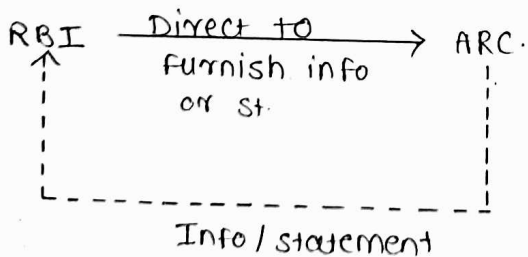 RBI Direct to ARC.
furnish info
or st.
Info / statement